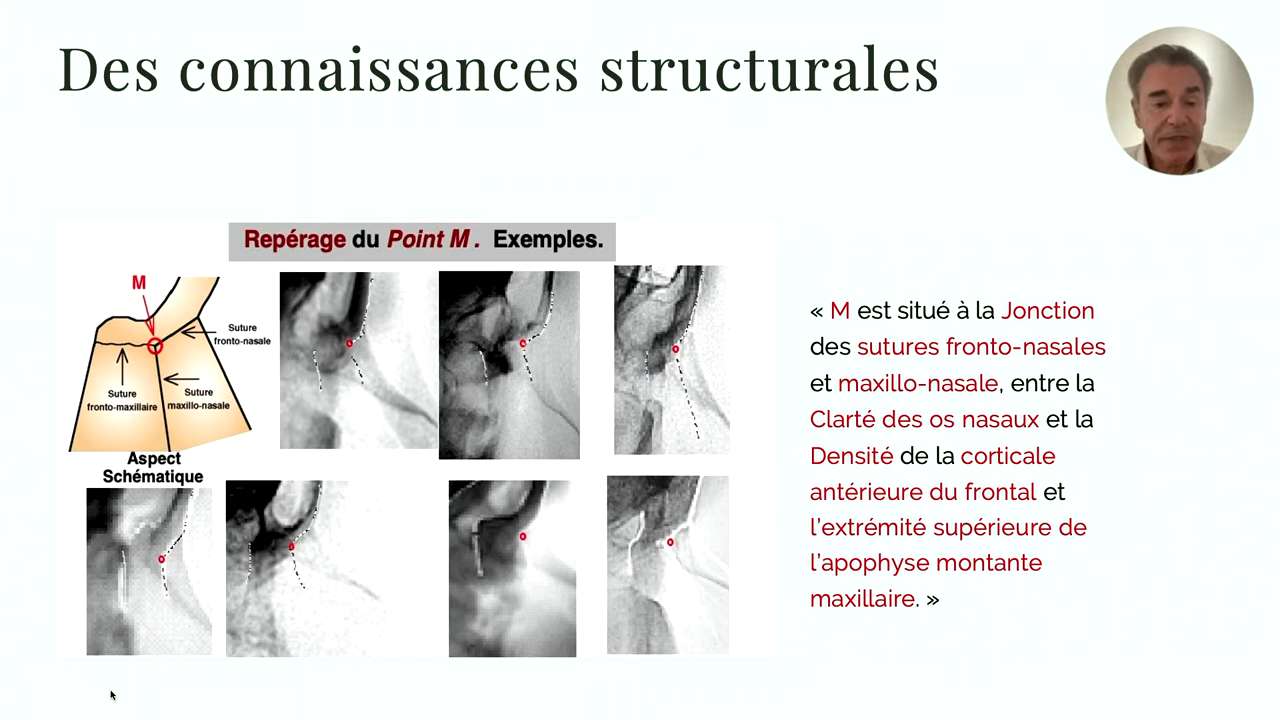 Des connaissances structurales
Repérage du Point M . Exemples.
M
Suture
fronto-nasale
Suture
fronto-maxillaire
Suture
maxillo-nasale
Aspect
Schématique
« M est situé à la Jonction
des sutures fronto-nasales
et maxillo-nasale, entre la
Clarté des os nasaux et la
Densité de la corticale
antérieure du frontal et
l’extrémité supérieure de
l’apophyse montante
maxillaire. »